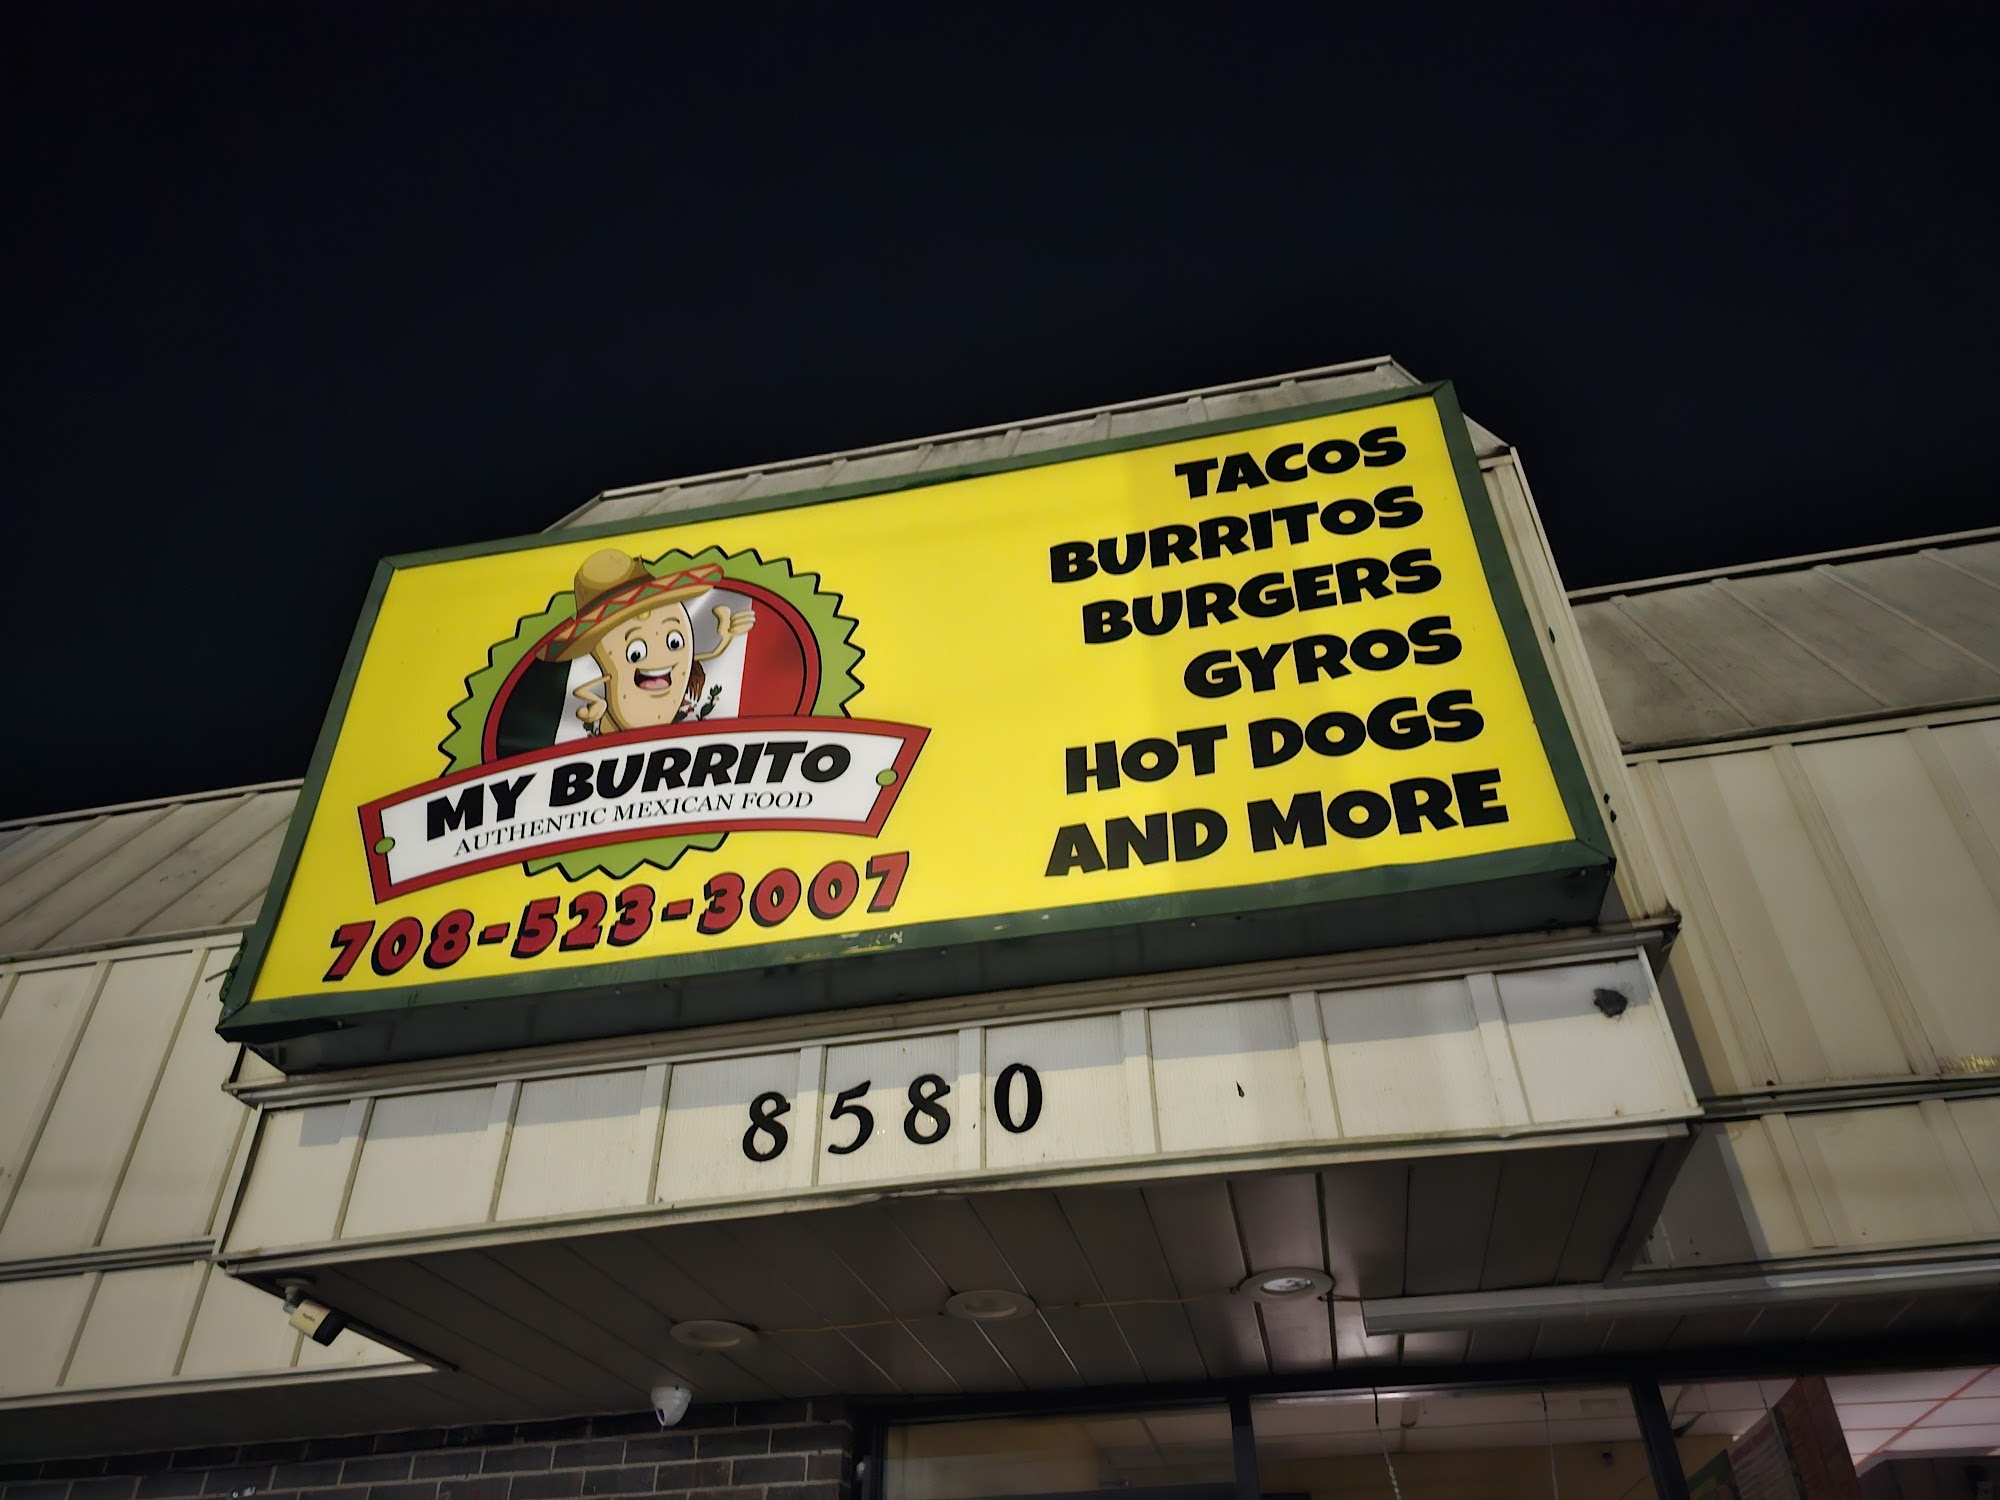 MY BURRITO
AUTHENTIC MEXICAN FOOD
708-523-3007
TACOS
BURRITOS
BURGERS
GYROS
HOT DOGS
AND MORE
8580